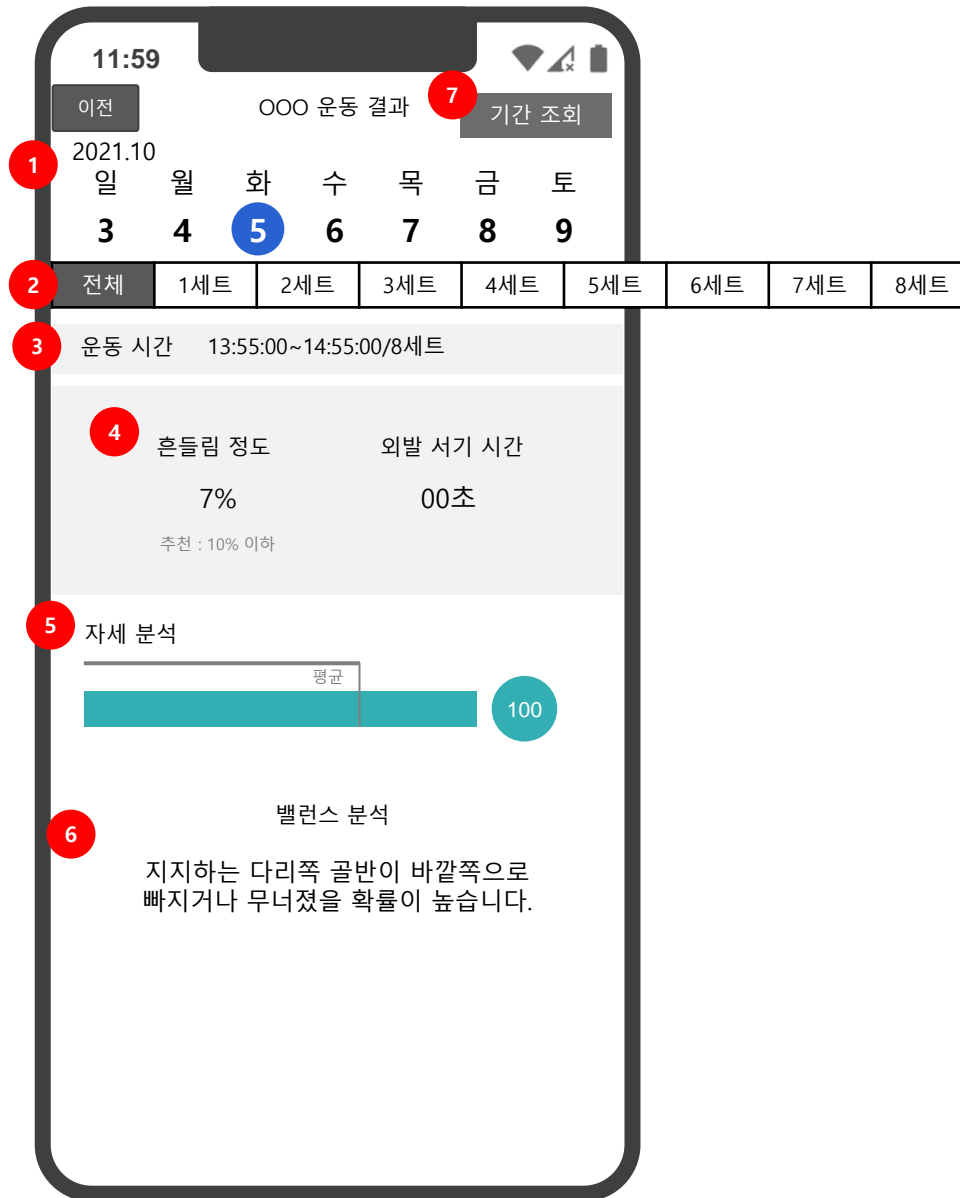 11:59
이전
OOO 운동 결과
7
기간 조회
1
2021.10
일 월 화 수 목 금 토
3 4 5 6 7 8 9
2
전체 1세트 2세트 3세트 4세트 5세트 6세트 7세트 8세트
3
운동 시간 13:55:00~14:55:00/8세트
4
흔들림 정도 외발 서기 시간
7% 00초
추천 : 10% 이하
5
자세 분석
평균
100
밸런스 분석
6
지지하는 다리쪽 골반이 바깥쪽으로
빠지거나 무너졌을 확률이 높습니다.